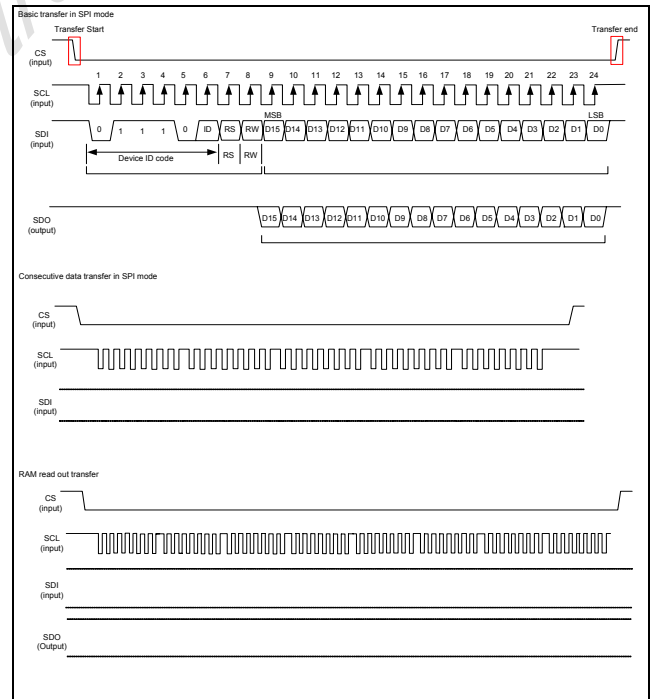 Basic transfer in SPI mode
Transfer Start Transfer end
CS
(input)
1 2 3 4 5 6 7 8 9 10 11 12 13 14 15 16 17 18 19 20 21 22 23 24
SCL
(input)
MSB LSB
SDI
(input)
0 1 1 1 0 ID RS RW D15 D14 D13 D12 D11 D10 D9 D8 D7 D6 D5 D4 D3 D2 D1 D0
Device ID code RS RW
SDO
(output)
D15 D14 D13 D12 D11 D10 D9 D8 D7 D6 D5 D4 D3 D2 D1 D0
Consecutive data transfer in SPI mode
CS
(input)
SCL
(input)
SDI
(input)
RAM read out transfer
CS
(input)
SCL
(input)
SDI
(input)
SDO
(Output)